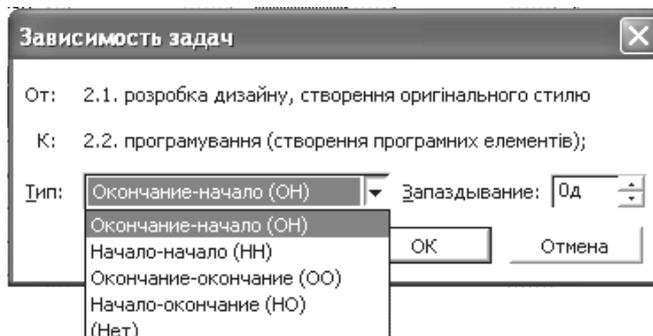 Зависимость задач
От: 2.1. розробка дизайну, створення оригінального стилю
К: 2.2. програмування (створення програмних елементів);
Тип: Окончание-начало (ОН) Запаздывание: 0д
Окончание-начало (ОН)
Начало-начало (НН)
ОК Отмена
Окончание-окончание (ОО)
Начало-окончание (НО)
(Нет)